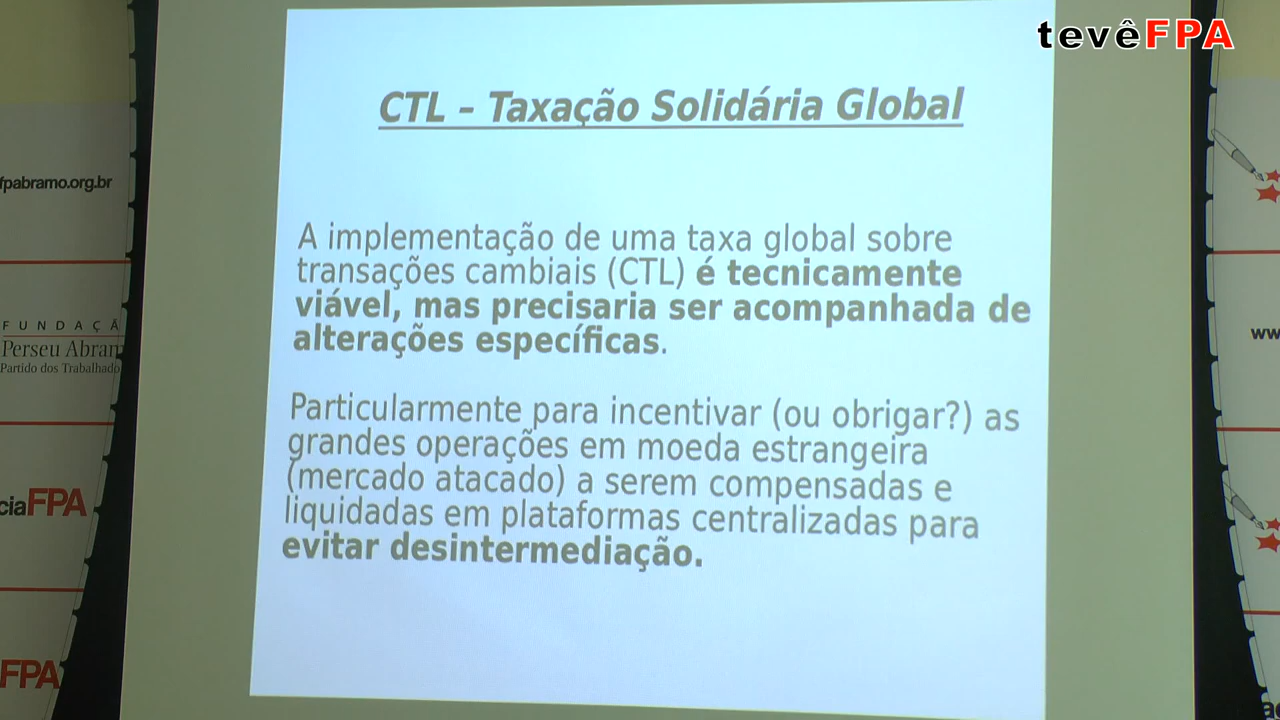 tevêFPA
CTL – Taxação Solidária Global
A implementação de uma taxa global sobre
transações cambiais (CTL) é tecnicamente
viável, mas precisaria ser acompanhada de
alterações específicas.
Particularmente para incentivar (ou obrigar?) as
grandes operações em moeda estrangeira
(mercado atacado) a serem compensadas e
liquidadas em plataformas centralizadas para
evitar desintermediação.
fpabramo.org.br
FUNDAÇÃ
Perseu Abram
Partido dos Trabalhado
ciaFPA
FPA
ww